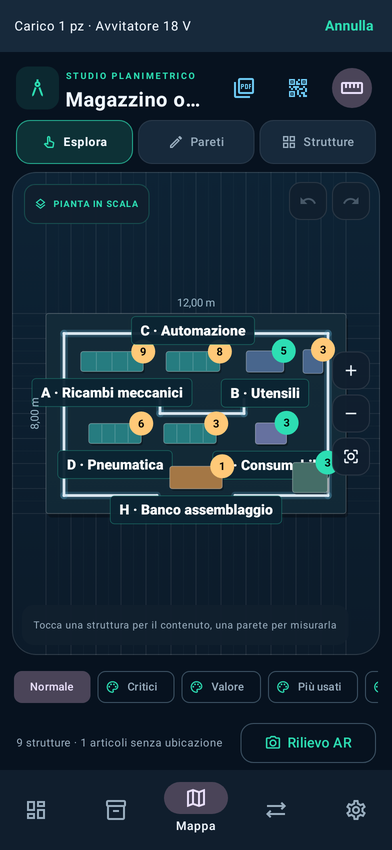 Carico 1 pz · Avvitatore 18 V
Annulla
STUDIO PLANIMETRICO
Magazzino o…
PDF
Esplora
Pareti
Strutture
PIANTA IN SCALA
12,00 m
C · Automazione
9
8
5
3
A · Ricambi meccanici
B · Utensili
8,00 m
6
3
3
D · Pneumatica
1
3
H · Banco assemblaggio
Tocca una struttura per il contenuto, una parete per misurarla
Normale
Critici
Valore
Più usati
9 strutture · 1 articoli senza ubicazione
Rilievo AR
Mappa